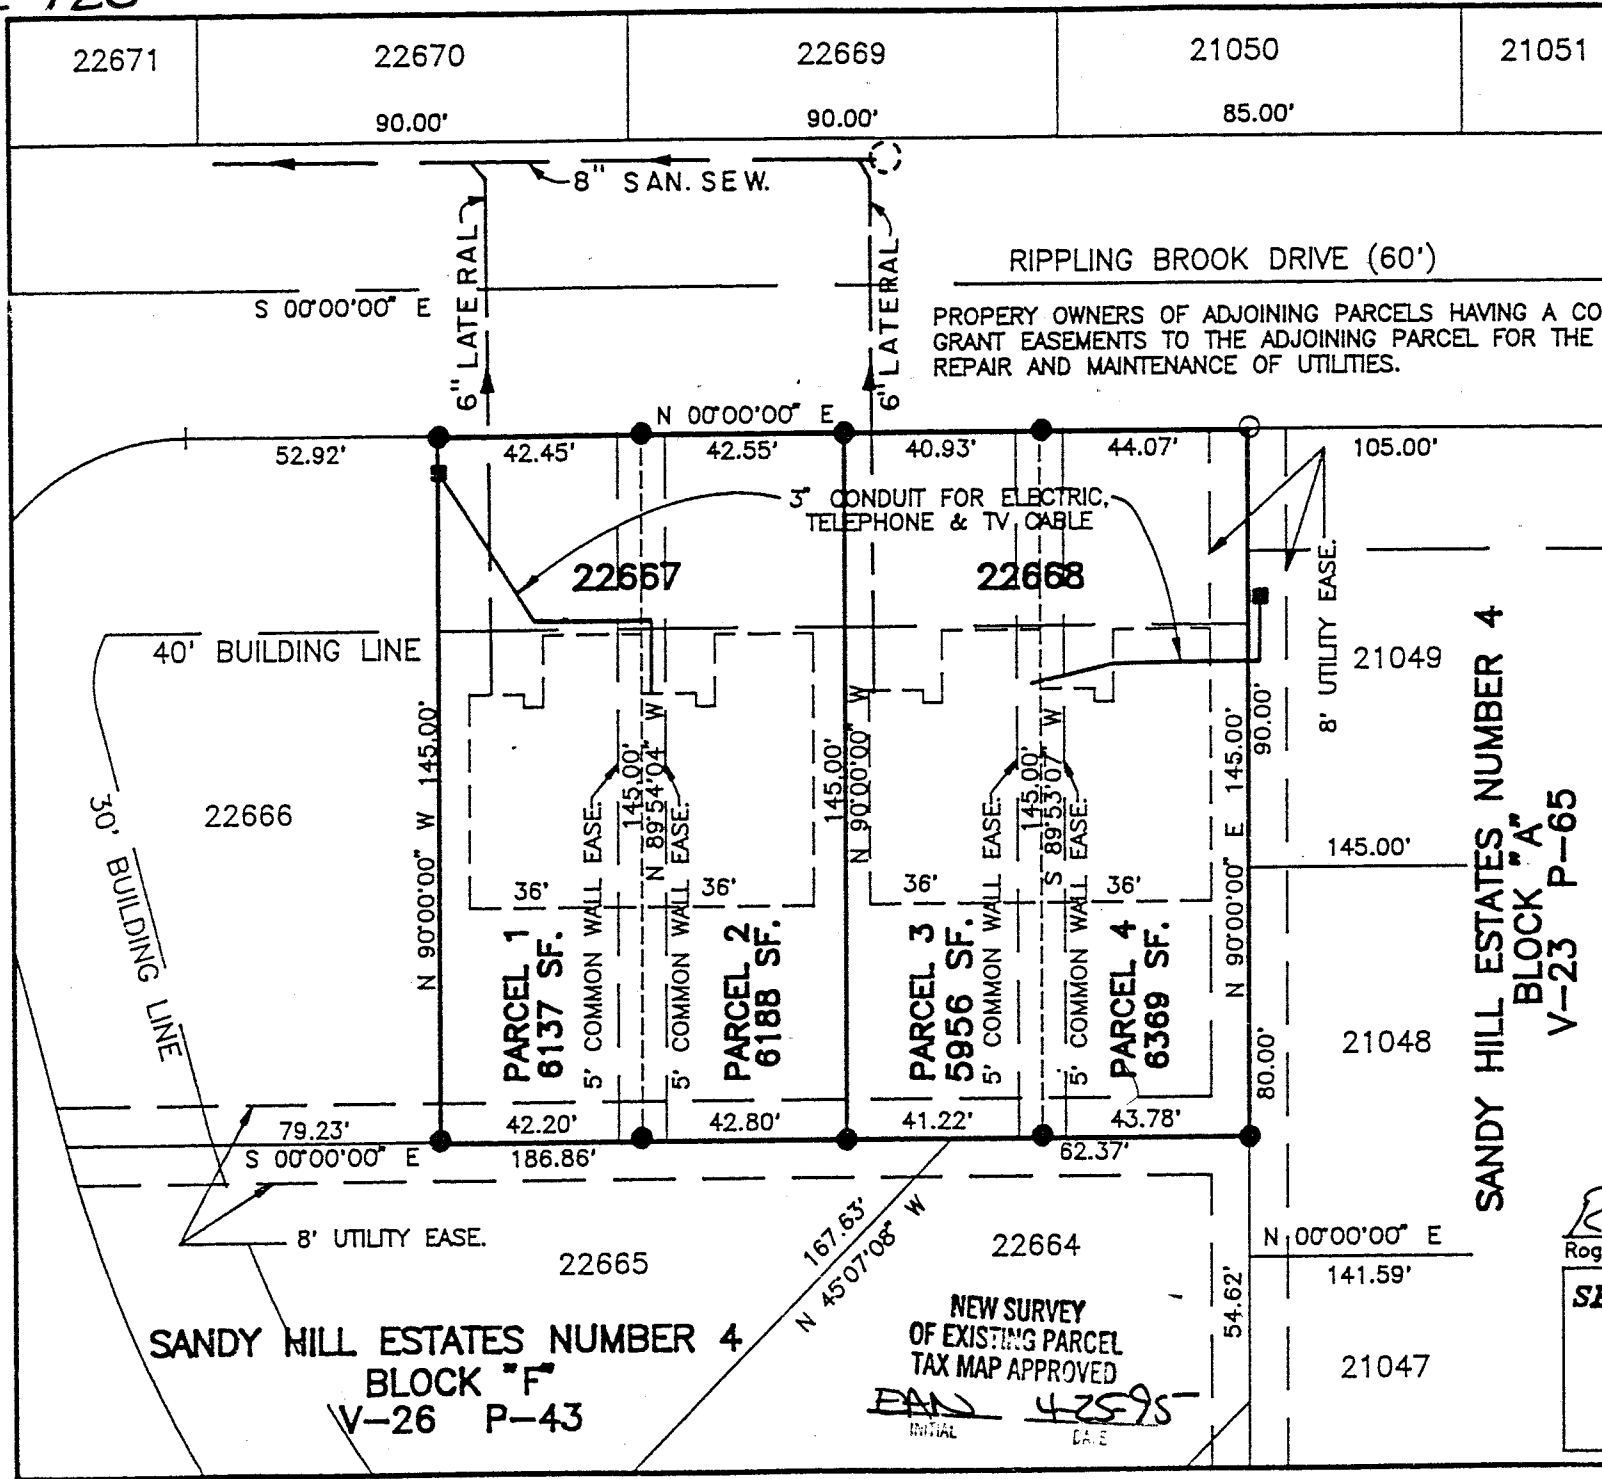 22671
22670
22669
21050
21051
90.00'
90.00'
85.00'
8" SAN. SEW.
6" LATERAL
6" LATERAL
RIPPLING BROOK DRIVE (60')
S 00°00'00" E
PROPERY OWNERS OF ADJOINING PARCELS HAVING A CO
GRANT EASEMENTS TO THE ADJOINING PARCEL FOR THE
REPAIR AND MAINTENANCE OF UTILITIES.
N 00°00'00" E
52.92'
42.45'
42.55'
40.93'
44.07'
105.00'
3" CONDUIT FOR ELECTRIC,
TELEPHONE & TV CABLE
22667
22668
8' UTILITY EASE.
40' BUILDING LINE
21049
30' BUILDING LINE
22666
N 90°00'00" W 145.00'
145.00'
N 89°54'04" W
145.00'
N 90°00'00" W
145.00'
S 89°53'07" W
N 90°00'00" E 145.00'
90.00'
145.00'
36'
36'
36'
36'
PARCEL 1
6137 SF.
5' COMMON WALL EASE.
5' COMMON WALL EASE.
PARCEL 2
6188 SF.
PARCEL 3
5956 SF.
5' COMMON WALL EASE.
5' COMMON WALL EASE.
PARCEL 4
6369 SF.
80.00'
21048
SANDY HILL ESTATES NUMBER 4
BLOCK "A"
V-23 P-65
79.23'
42.20'
42.80'
41.22'
43.78'
S 00°00'00" E
186.86'
62.37'
8' UTILITY EASE.
22665
167.63'
N 45°07'08" W
22664
54.62'
N 00°00'00" E
141.59'
Rog
21047
SANDY HILL ESTATES NUMBER 4
BLOCK "F"
V-26 P-43
NEW SURVEY
OF EXISTING PARCEL
TAX MAP APPROVED
EAN 4-25-95
INITIAL DATE